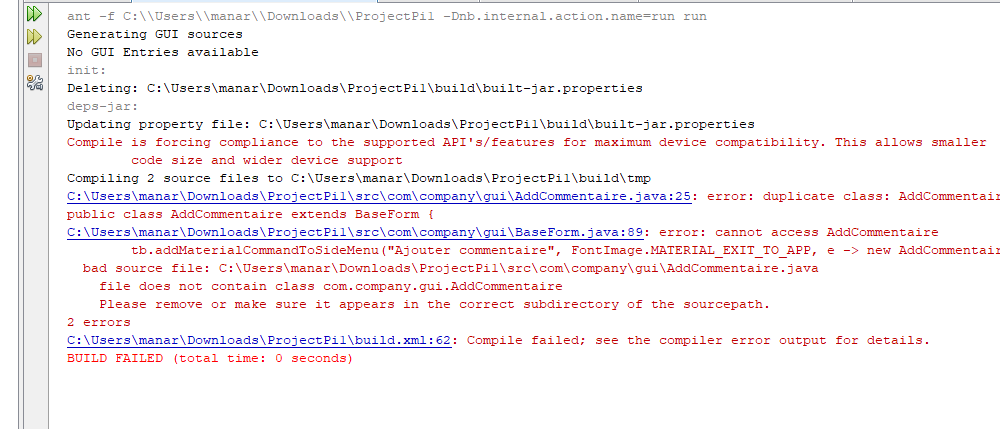 ant -f C:\\Users\\manar\\Downloads\\ProjectPi1 -Dnb.internal.action.name=run run
Generating GUI sources
No GUI Entries available
init:
Deleting: C:\Users\manar\Downloads\ProjectPi1\build\built-jar.properties
deps-jar:
Updating property file: C:\Users\manar\Downloads\ProjectPi1\build\built-jar.properties
Compile is forcing compliance to the supported API's/features for maximum device compatibility. This allows smaller
code size and wider device support
Compiling 2 source files to C:\Users\manar\Downloads\ProjectPi1\build\tmp
C:\Users\manar\Downloads\ProjectPi1\src\com\company\gui\AddCommentaire.java:25: error: duplicate class: AddCommentair
public class AddCommentaire extends BaseForm {
C:\Users\manar\Downloads\ProjectPi1\src\com\company\gui\BaseForm.java:89: error: cannot access AddCommentaire
tb.addMaterialCommandToSideMenu("Ajouter commentaire", FontImage.MATERIAL_EXIT_TO_APP, e -> new AddCommentair
bad source file: C:\Users\manar\Downloads\ProjectPi1\src\com\company\gui\AddCommentaire.java
file does not contain class com.company.gui.AddCommentaire
Please remove or make sure it appears in the correct subdirectory of the sourcepath.
2 errors
C:\Users\manar\Downloads\ProjectPi1\build.xml:62: Compile failed; see the compiler error output for details.
BUILD FAILED (total time: 0 seconds)